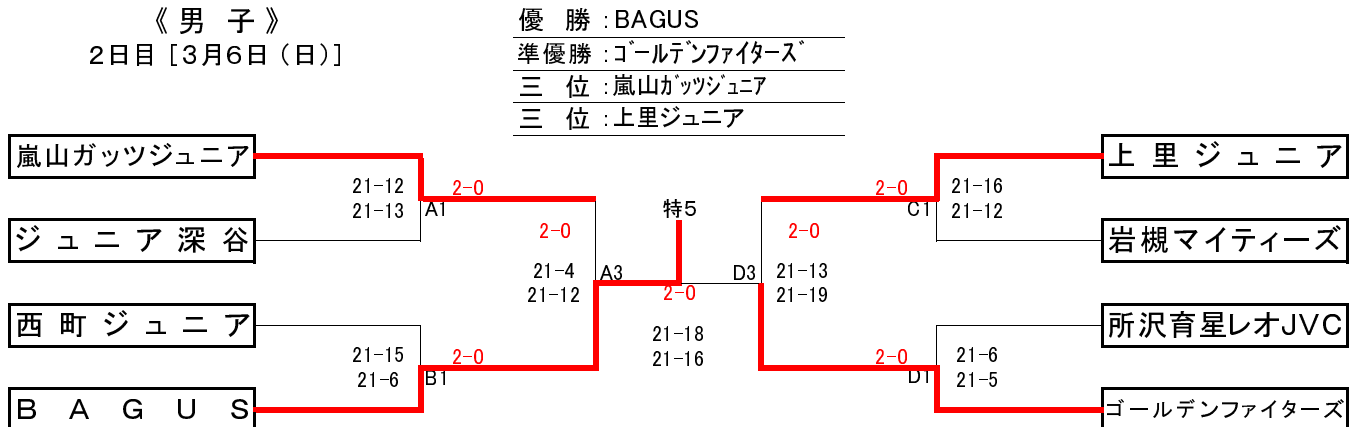 《 男 子 》
2日目 [3月6日（日）]
優 勝 : BAGUS
準優勝 : ゴールデンファイターズ
三 位 : 嵐山ガッツジュニア
三 位 : 上里ジュニア
嵐山ガッツジュニア
ジュニア深谷
西町ジュニア
BAGUS
21-12
21-13
A1
2-0
21-15
21-6
B1
2-0
2-0
21-4
21-12
A3
特5
2-0
21-18
21-16
2-0
D3
21-13
21-19
2-0
C1
21-16
21-12
2-0
D1
21-6
21-5
上里ジュニア
岩槻マイティーズ
所沢育星レオJVC
ゴールデンファイターズ